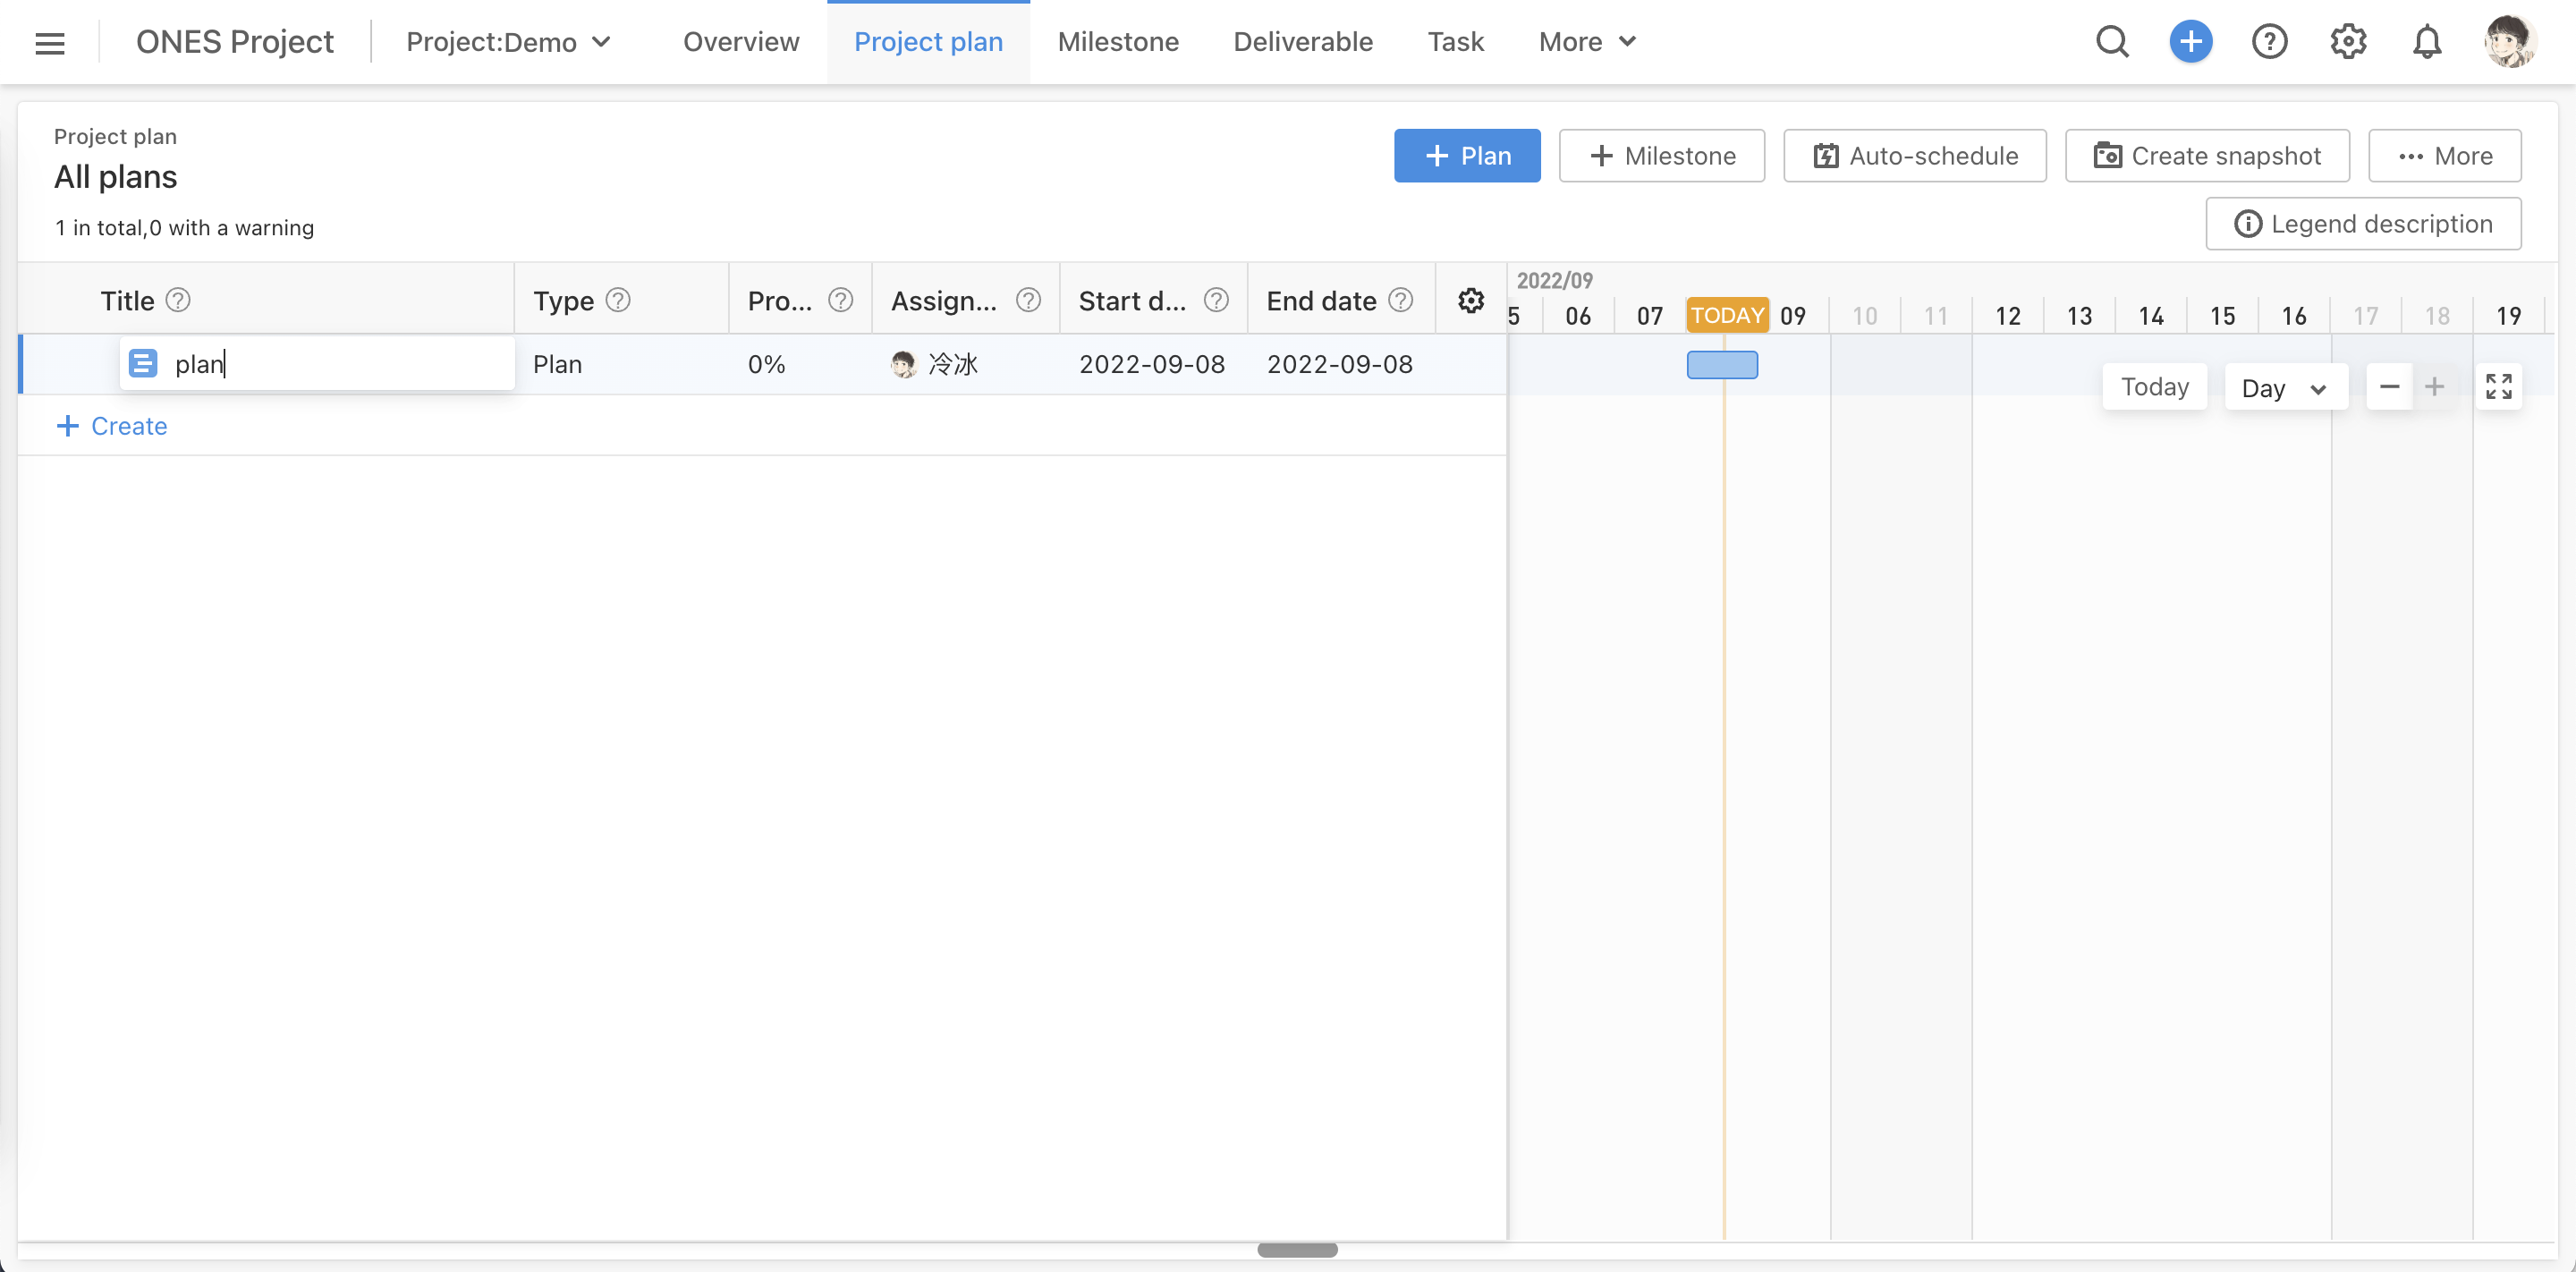 ONES Project
Project:Demo
Overview
Project plan
Milestone
Deliverable
Task
More
Project plan
All plans
1 in total,0 with a warning
Plan
Milestone
Auto-schedule
Create snapshot
More
Legend description
Title
Type
Pro...
Assign...
Start d...
End date
2022/09
5 06 07 TODAY 09 10 11 12 13 14 15 16 17 18 19
plan
Plan
0%
冷冰
2022-09-08
2022-09-08
Today
Day
Create